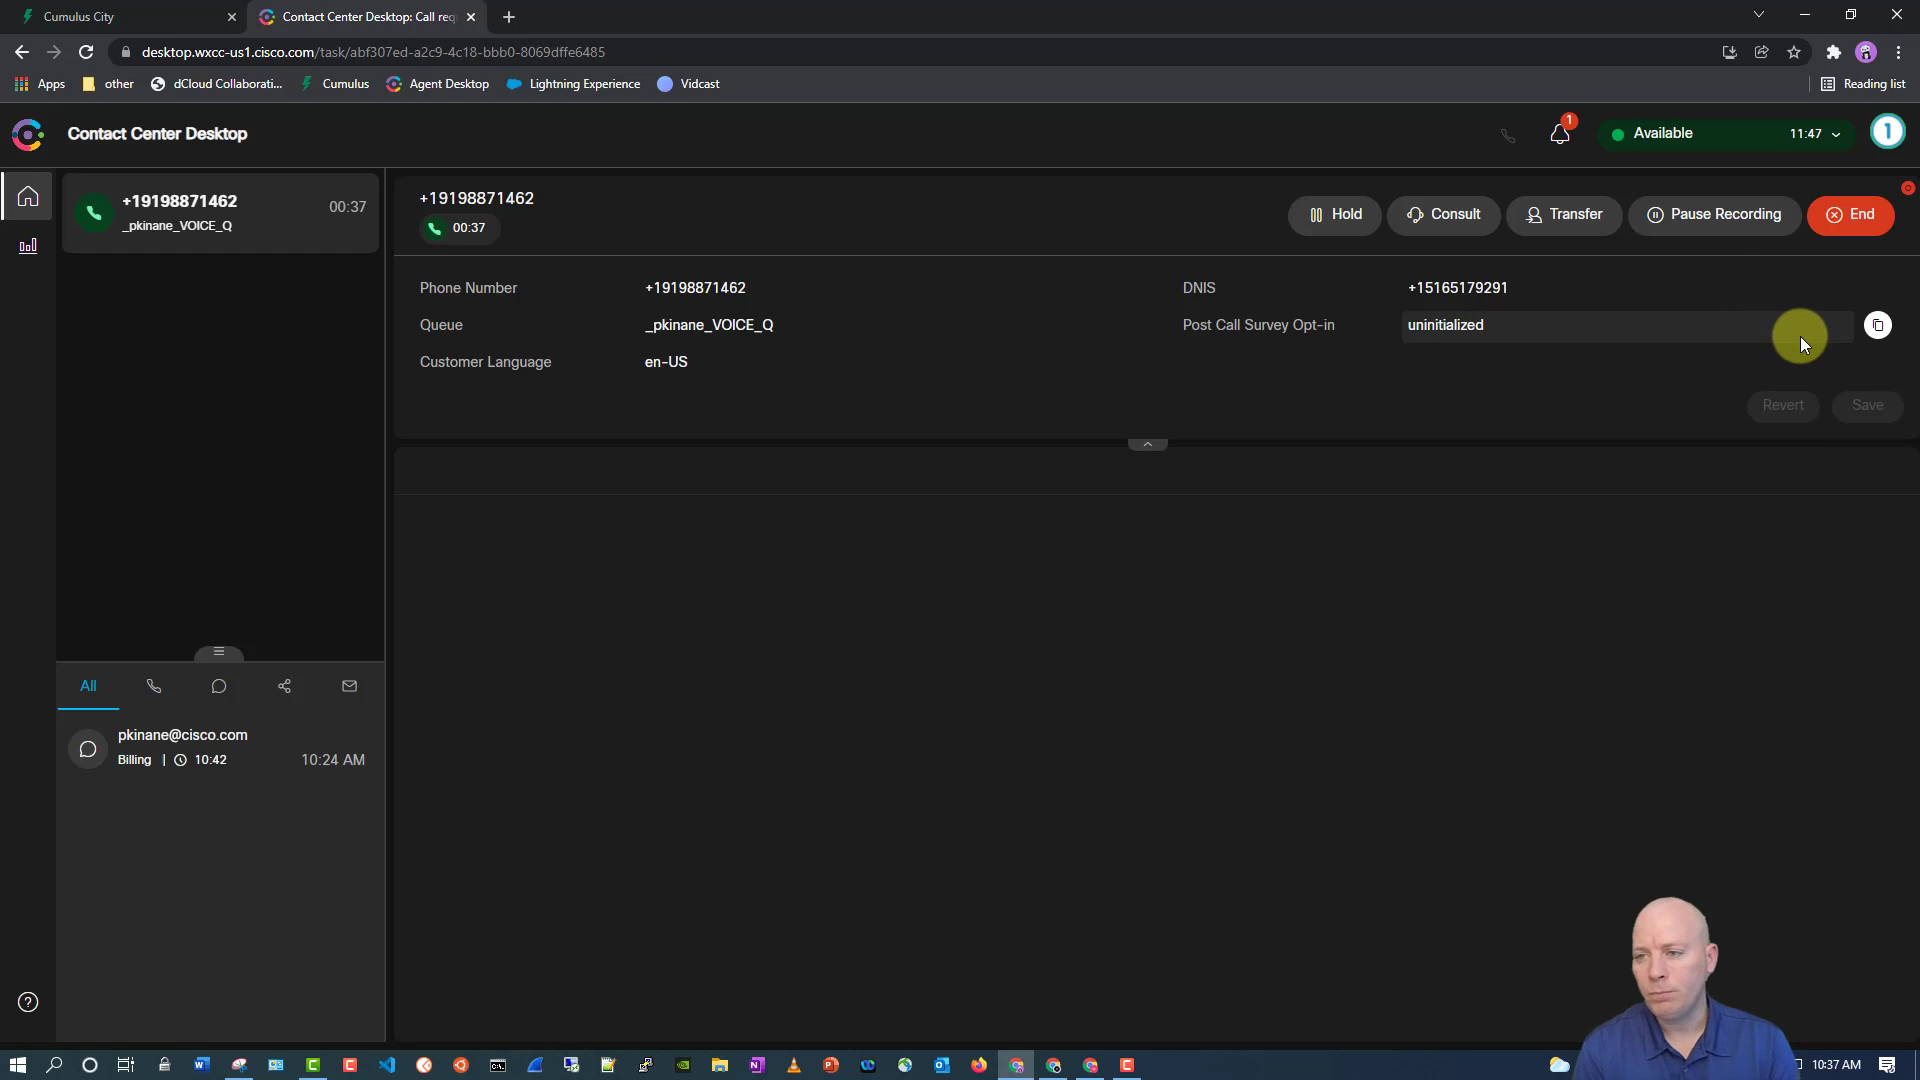 Cumulus City
Contact Center Desktop: Call req
desktop.wxcc-us1.cisco.com/task/abf307ed-a2c9-4c18-bbb0-8069dffe6485
Apps
other
dCloud Collaborati...
Cumulus
Agent Desktop
Lightning Experience
Vidcast
Reading list
Contact Center Desktop
1
Available
11:47
1
+19198871462
00:37
_pkinane_VOICE_Q
+19198871462
00:37
Hold
Consult
Transfer
Pause Recording
End
Phone Number
+19198871462
DNIS
+15165179291
Queue
_pkinane_VOICE_Q
Post Call Survey Opt-in
uninitialized
Customer Language
en-US
Revert
Save
All
pkinane@cisco.com
Billing | 10:42
10:24 AM
10:37 AM